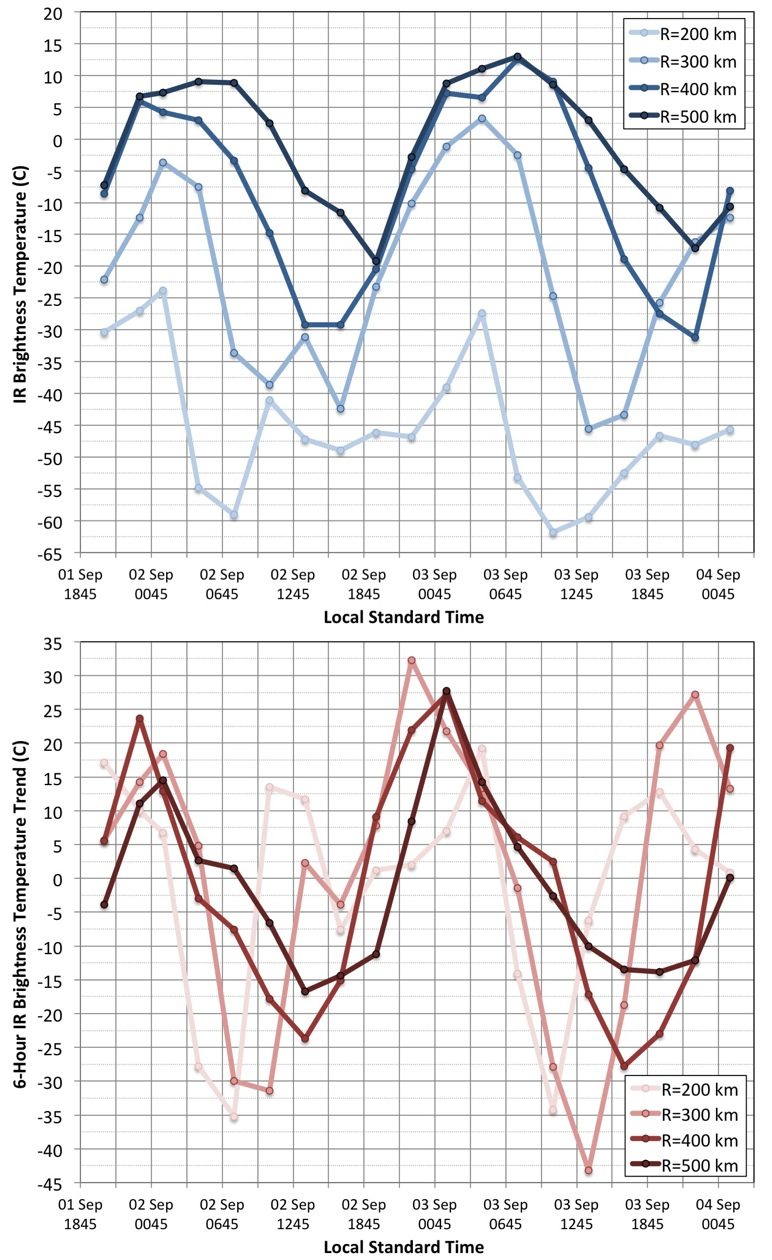 20
15
10
5
0
-5
-10
-15
-20
-25
-30
-35
-40
-45
-50
-55
-60
-65
IR Brightness Temperature (C)
R=200 km
R=300 km
R=400 km
R=500 km
01 Sep 02 Sep 02 Sep 02 Sep 02 Sep 03 Sep 03 Sep 03 Sep 03 Sep 04 Sep
1845 0045 0645 1245 1845 0045 0645 1245 1845 0045
Local Standard Time
35
30
25
20
15
10
5
0
-5
-10
-15
-20
-25
-30
-35
-40
-45
6-Hour IR Brightness Temperature Trend (C)
R=200 km
R=300 km
R=400 km
R=500 km
01 Sep 02 Sep 02 Sep 02 Sep 02 Sep 03 Sep 03 Sep 03 Sep 03 Sep 04 Sep
1845 0045 0645 1245 1845 0045 0645 1245 1845 0045
Local Standard Time